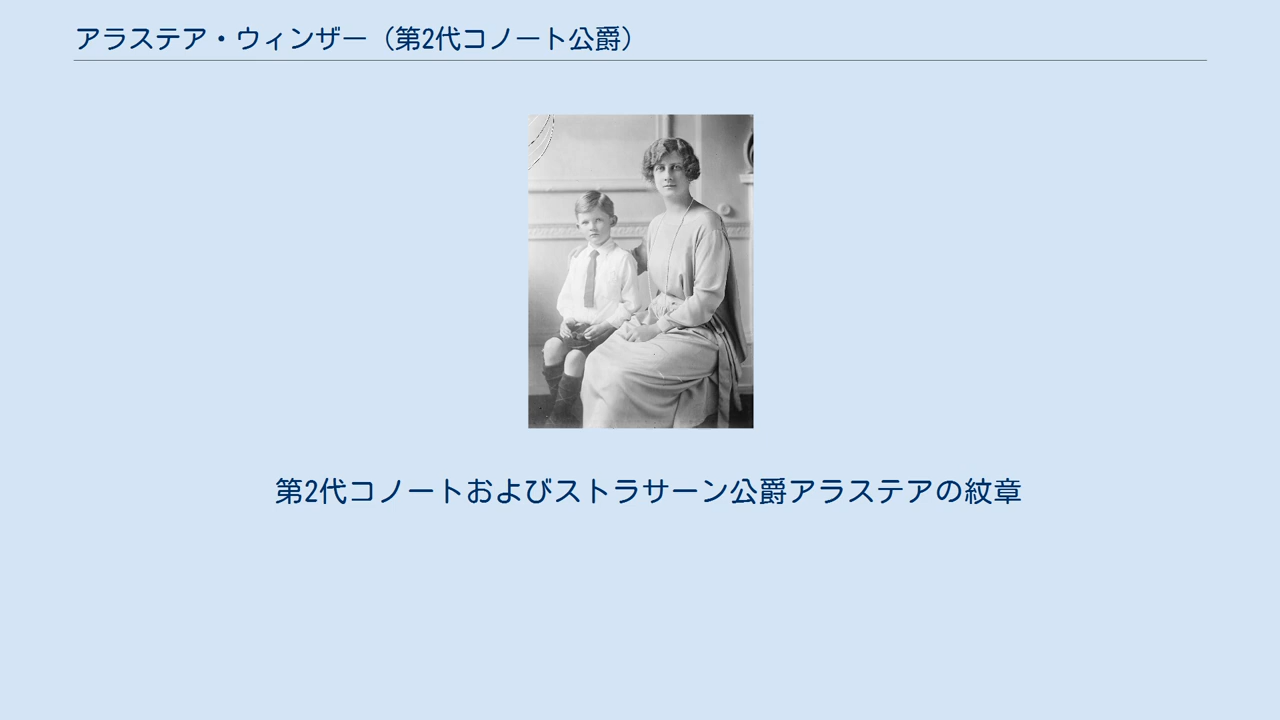 アラステア・ウィンザー（第2代コノート公爵）
第2代コノートおよびストラサーン公爵アラステアの紋章